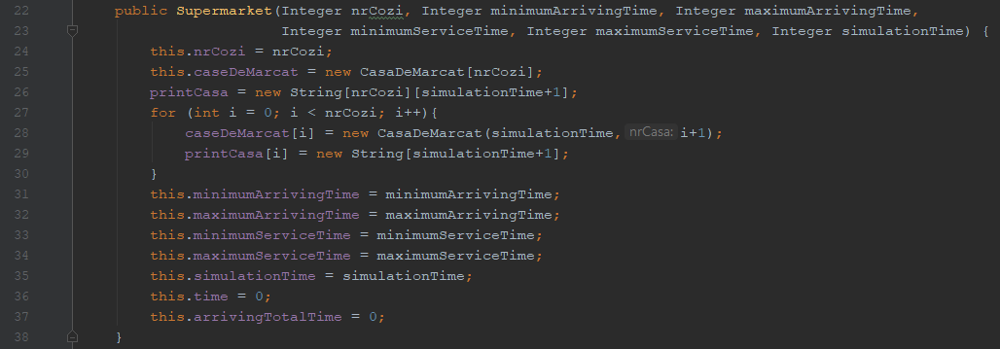 22 public Supermarket(Integer nrCozi, Integer minimumArrivingTime, Integer maximumArrivingTime,
23 Integer minimumServiceTime, Integer maximumServiceTime, Integer simulationTime) {
24 this.nrCozi = nrCozi;
25 this.caseDeMarcat = new CasaDeMarcat[nrCozi];
26 printCasa = new String[nrCozi][simulationTime+1];
27 for (int i = 0; i < nrCozi; i++){
28 caseDeMarcat[i] = new CasaDeMarcat(simulationTime, nrCasa: i+1);
29 printCasa[i] = new String[simulationTime+1];
30 }
31 this.minimumArrivingTime = minimumArrivingTime;
32 this.maximumArrivingTime = maximumArrivingTime;
33 this.minimumServiceTime = minimumServiceTime;
34 this.maximumServiceTime = maximumServiceTime;
35 this.simulationTime = simulationTime;
36 this.time = 0;
37 this.arrivingTotalTime = 0;
38 }